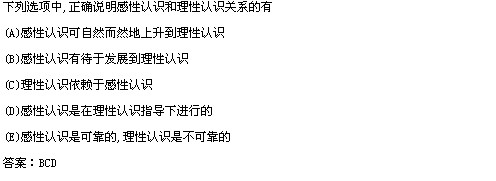 下列选项中,正确说明感性认识和理性认识关系的有
(A)感性认识可自然而然地上升到理性认识
(B)感性认识有待于发展到理性认识
(C)理性认识依赖于感性认识
(D)感性认识是在理性认识指导下进行的
(E)感性认识是可靠的,理性认识是不可靠的
答案：BCD